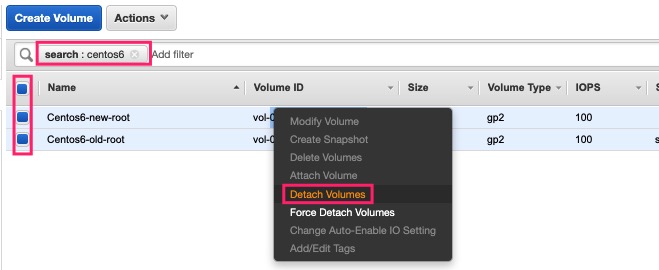 Create Volume Actions
search : centos6 Add filter
Name Volume ID Size Volume Type IOPS S
Centos6-new-root vol-0 gp2 100
Centos6-old-root vol-0 gp2 100 s
Modify Volume
Create Snapshot
Delete Volumes
Attach Volume
Detach Volumes
Force Detach Volumes
Change Auto-Enable IO Setting
Add/Edit Tags